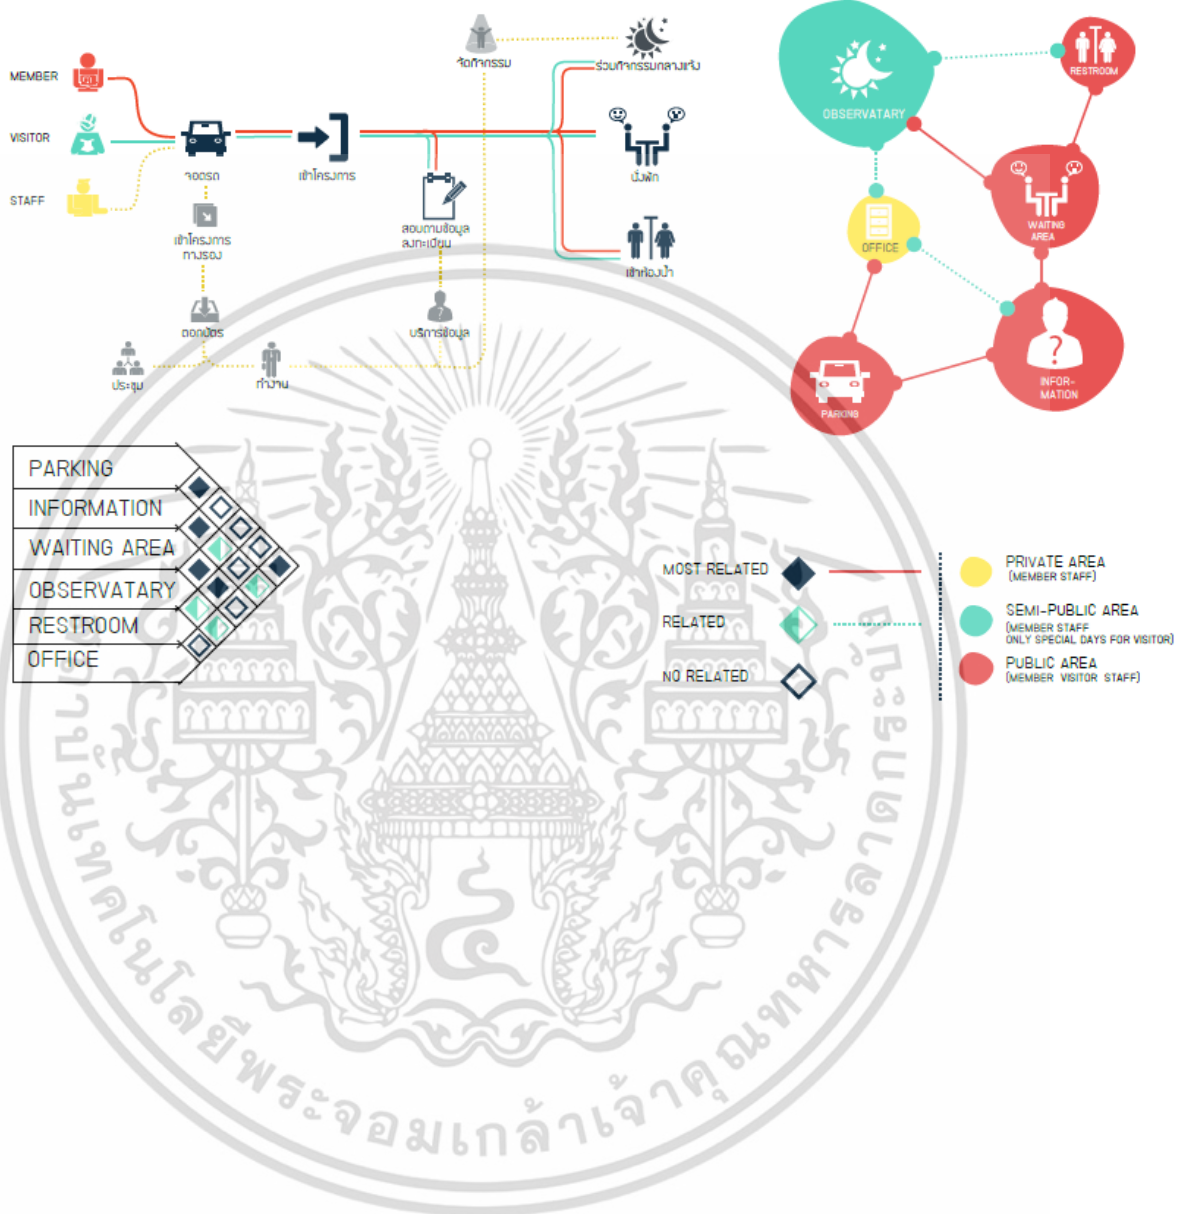 MEMBER
VISITOR
STAFF
จอดรถ
เข้าโครงการ
เข้าโครงการ
ทางรอง
ตอกบัตร
ประชุม
ทำงาน
สอบถามข้อมูล
ลงทะเบียน
บริการข้อมูล
จัดกิจกรรม
ร่วมกิจกรรมกลางแจ้ง
นั่งพัก
เข้าห้องน้ำ
OBSERVATARY
RESTROOM
WAITING
AREA
OFFICE
INFOR-
MATION
PARKING
PARKING
INFORMATION
WAITING AREA
OBSERVATARY
RESTROOM
OFFICE
MOST RELATED
RELATED
NO RELATED
PRIVATE AREA
(MEMBER STAFF)
SEMI-PUBLIC AREA
(MEMBER STAFF
ONLY SPECIAL DAYS FOR VISITOR)
PUBLIC AREA
(MEMBER VISITOR STAFF)
สถาบันเทคโนโลยีพระจอมเกล้าเจ้าคุณทหารลาดกระบัง